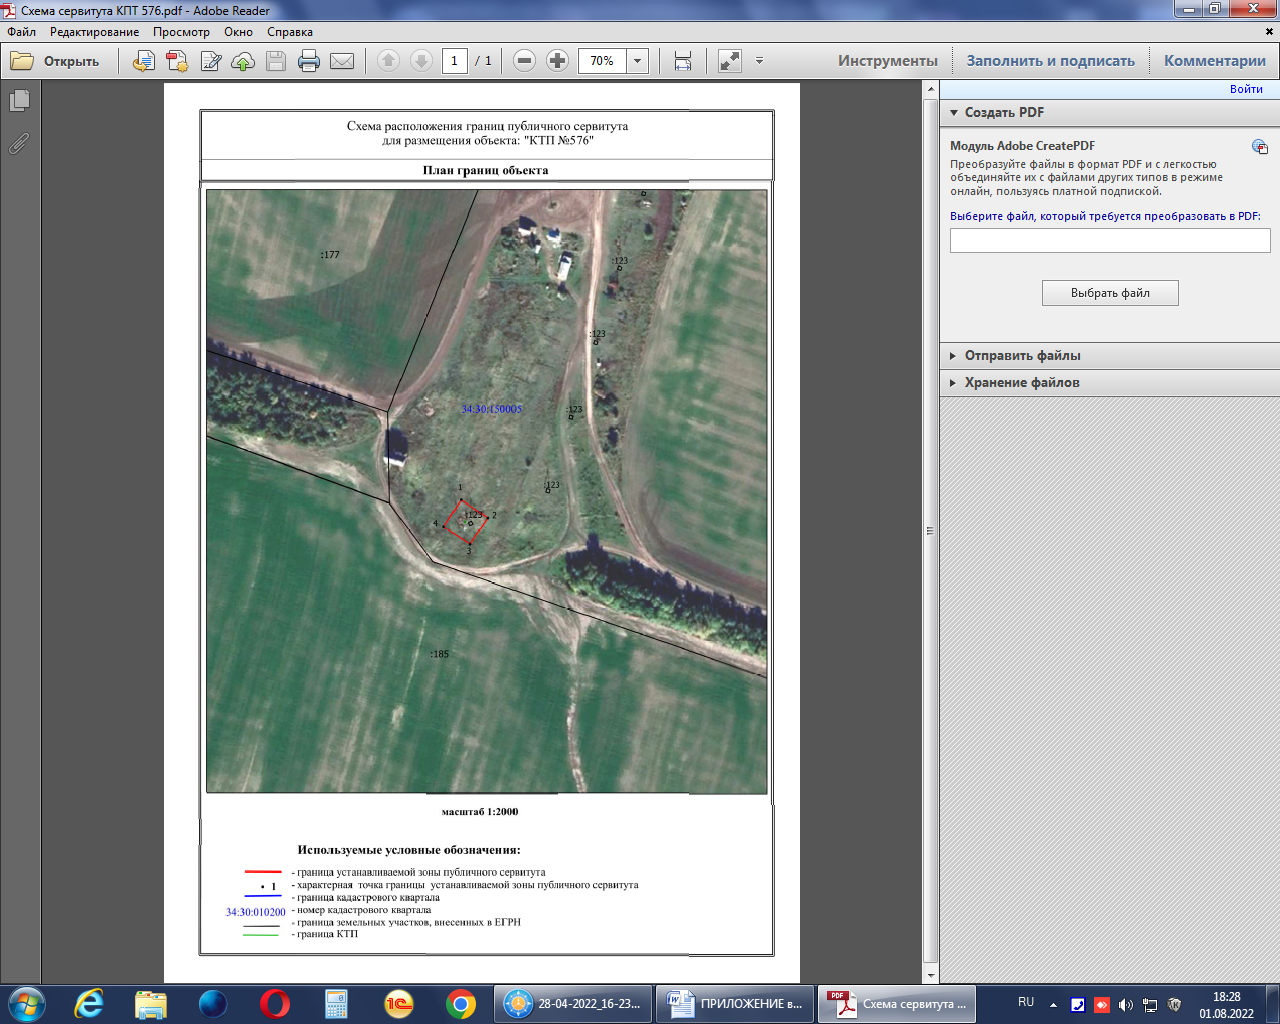 Схема сервитута КПТ 576.pdf - Adobe Reader
Файл Редактирование Просмотр Окно Справка
Открыть 1 / 1 70% Инструменты Заполнить и подписать Комментарии
Войти
Создать PDF
Модуль Adobe CreatePDF
Преобразуйте файлы в формат PDF и с легкостью
объединяйте их с файлами других типов в режиме
онлайн, пользуясь платной подпиской.
Выберите файл, который требуется преобразовать в PDF:
Выбрать файл
Отправить файлы
Хранение файлов
Схема расположения границ публичного сервитута
для размещения объекта: "КТП №576"
План границ объекта
:177
:123
:123
34:30:150005
:123
:123
1
:123
2
4
3
:185
масштаб 1:2000
Используемые условные обозначения:
- граница устанавливаемой зоны публичного сервитута
1 - характерная точка границы устанавливаемой зоны публичного сервитута
- граница кадастрового квартала
34:30:010200 - номер кадастрового квартала
- граница земельных участков, внесенных в ЕГРН
- граница КТП
28-04-2022_16-23... ПРИЛОЖЕНИЕ в... Схема сервитута ... RU 18:28
01.08.2022